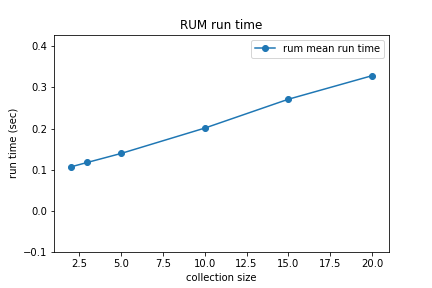 RUM run time
rum mean run time
run time (sec)
0.4
0.3
0.2
0.1
0.0
−0.1
2.5 5.0 7.5 10.0 12.5 15.0 17.5 20.0
collection size